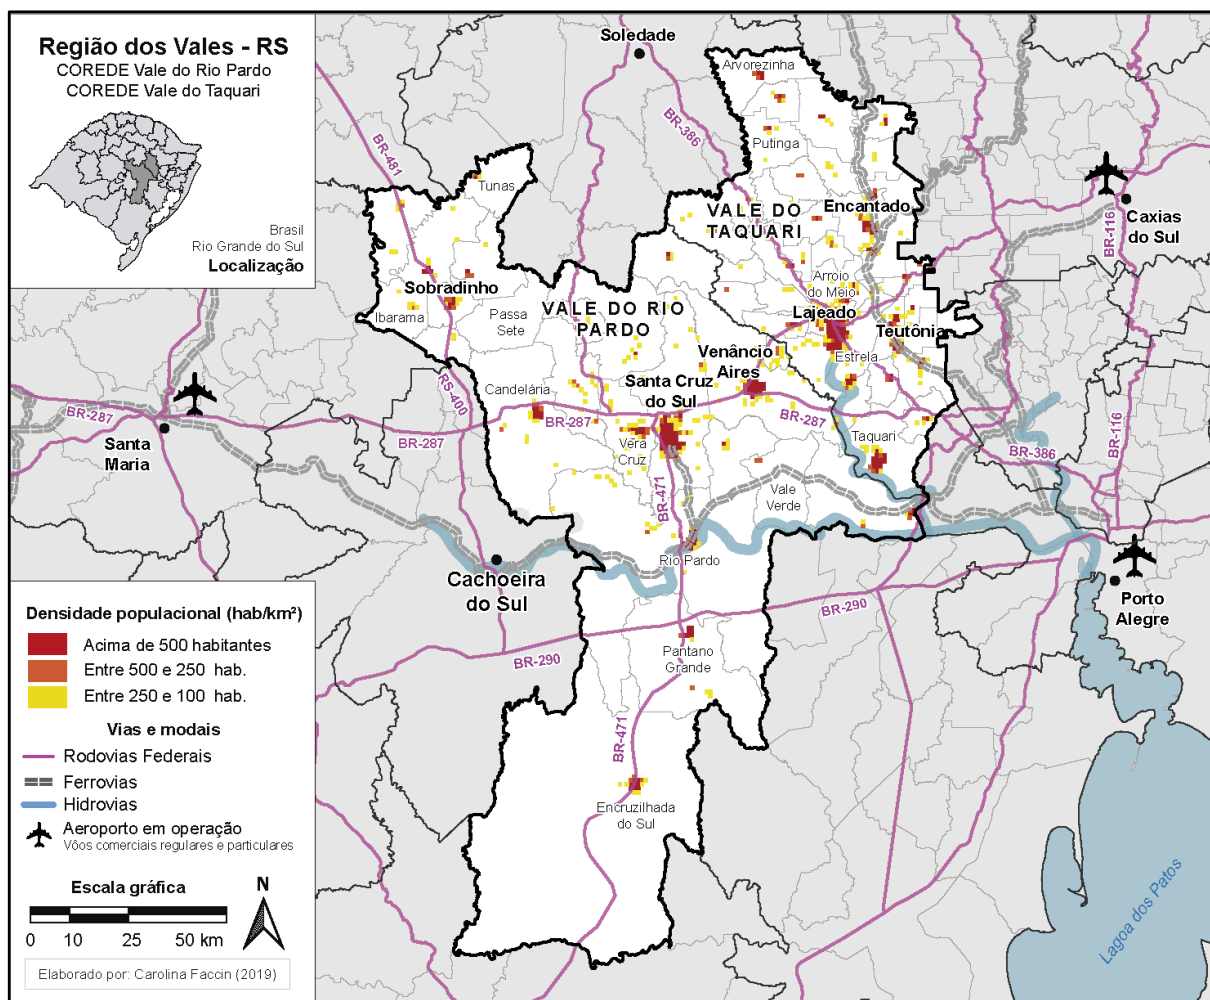 Região dos Vales - RS
COREDE Vale do Rio Pardo
COREDE Vale do Taquari
Brasil
Rio Grande do Sul
Localização
Soledade
Arvorezinha
BR-386
Putinga
BR-481
Tunas
VALE DO
TAQUARI
Encantado
Caxias
do Sul
BR-116
Sobradinho
Ibarama
Passa
Sete
VALE DO RIO
PARDO
Arroio
do Meio
Lajeado
Teutônia
Estrela
Venâncio
Aires
Santa Cruz
do Sul
Candelária
RS-400
BR-287
Santa
Maria
BR-287
BR-287
BR-287
Vera
Cruz
Taquari
BR-386
BR-116
BR-471
Vale
Verde
Rio Pardo
Cachoeira
do Sul
Porto
Alegre
BR-290
BR-290
Pantano
Grande
BR-471
Encruzilhada
do Sul
Lagoa dos Patos
Densidade populacional (hab/km²)
Acima de 500 habitantes
Entre 500 e 250 hab.
Entre 250 e 100 hab.
Vias e modais
Rodovias Federais
Ferrovias
Hidrovias
Aeroporto em operação
Vôos comerciais regulares e particulares
Escala gráfica
N
0 10 25 50 km
Elaborado por: Carolina Faccin (2019)